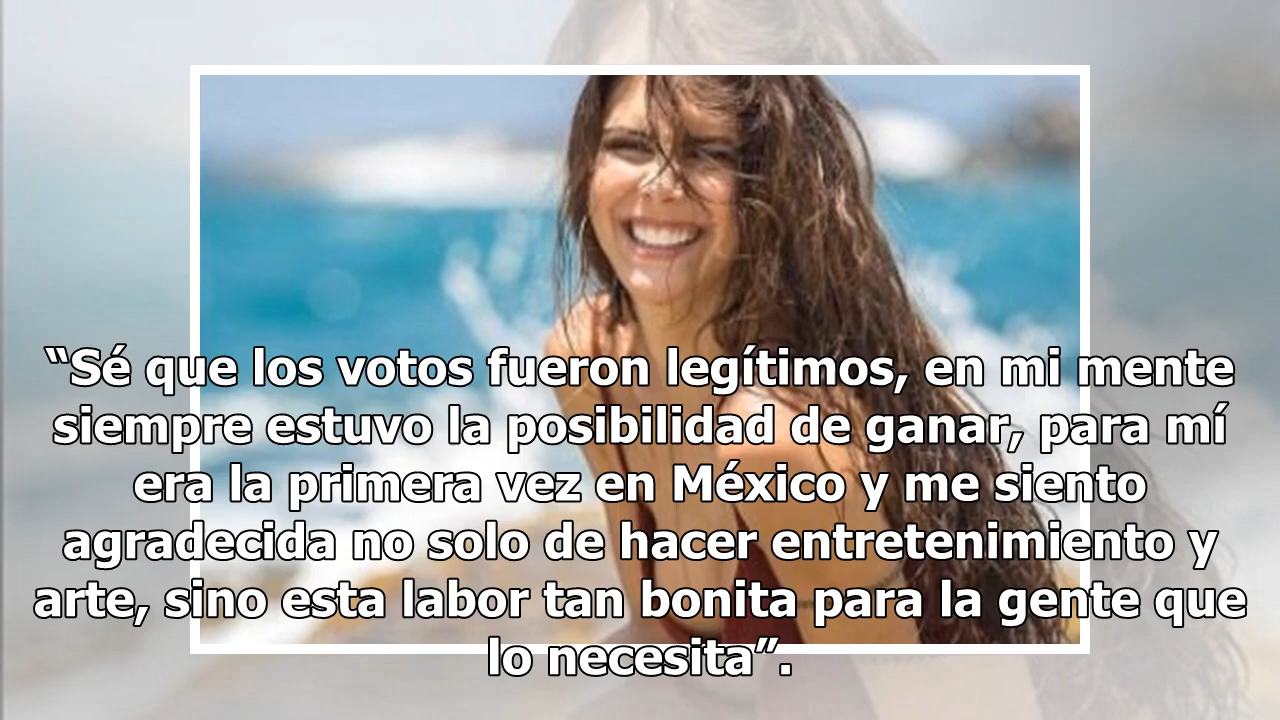 “Sé que los votos fueron legítimos, en mi mente
siempre estuvo la posibilidad de ganar, para mí
era la primera vez en México y me siento
agradecida no solo de hacer entretenimiento y
arte, sino esta labor tan bonita para la gente que
lo necesita”.